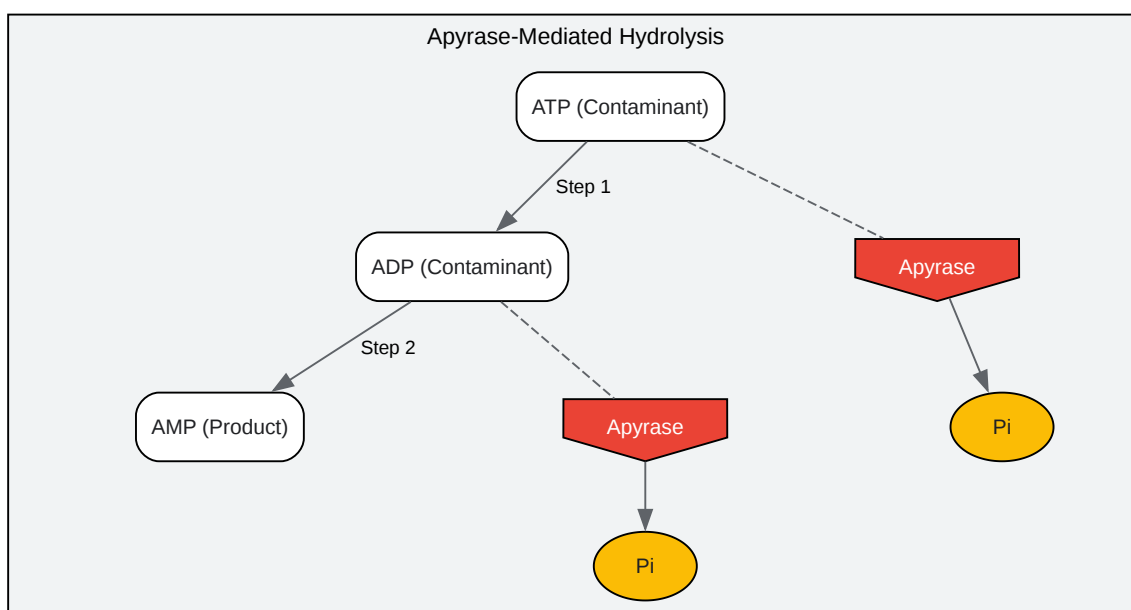 Apyrase-Mediated Hydrolysis
ATP (Contaminant)
Step 1
ADP (Contaminant)
Apyrase
Step 2
AMP (Product)
Apyrase
Pi
Pi